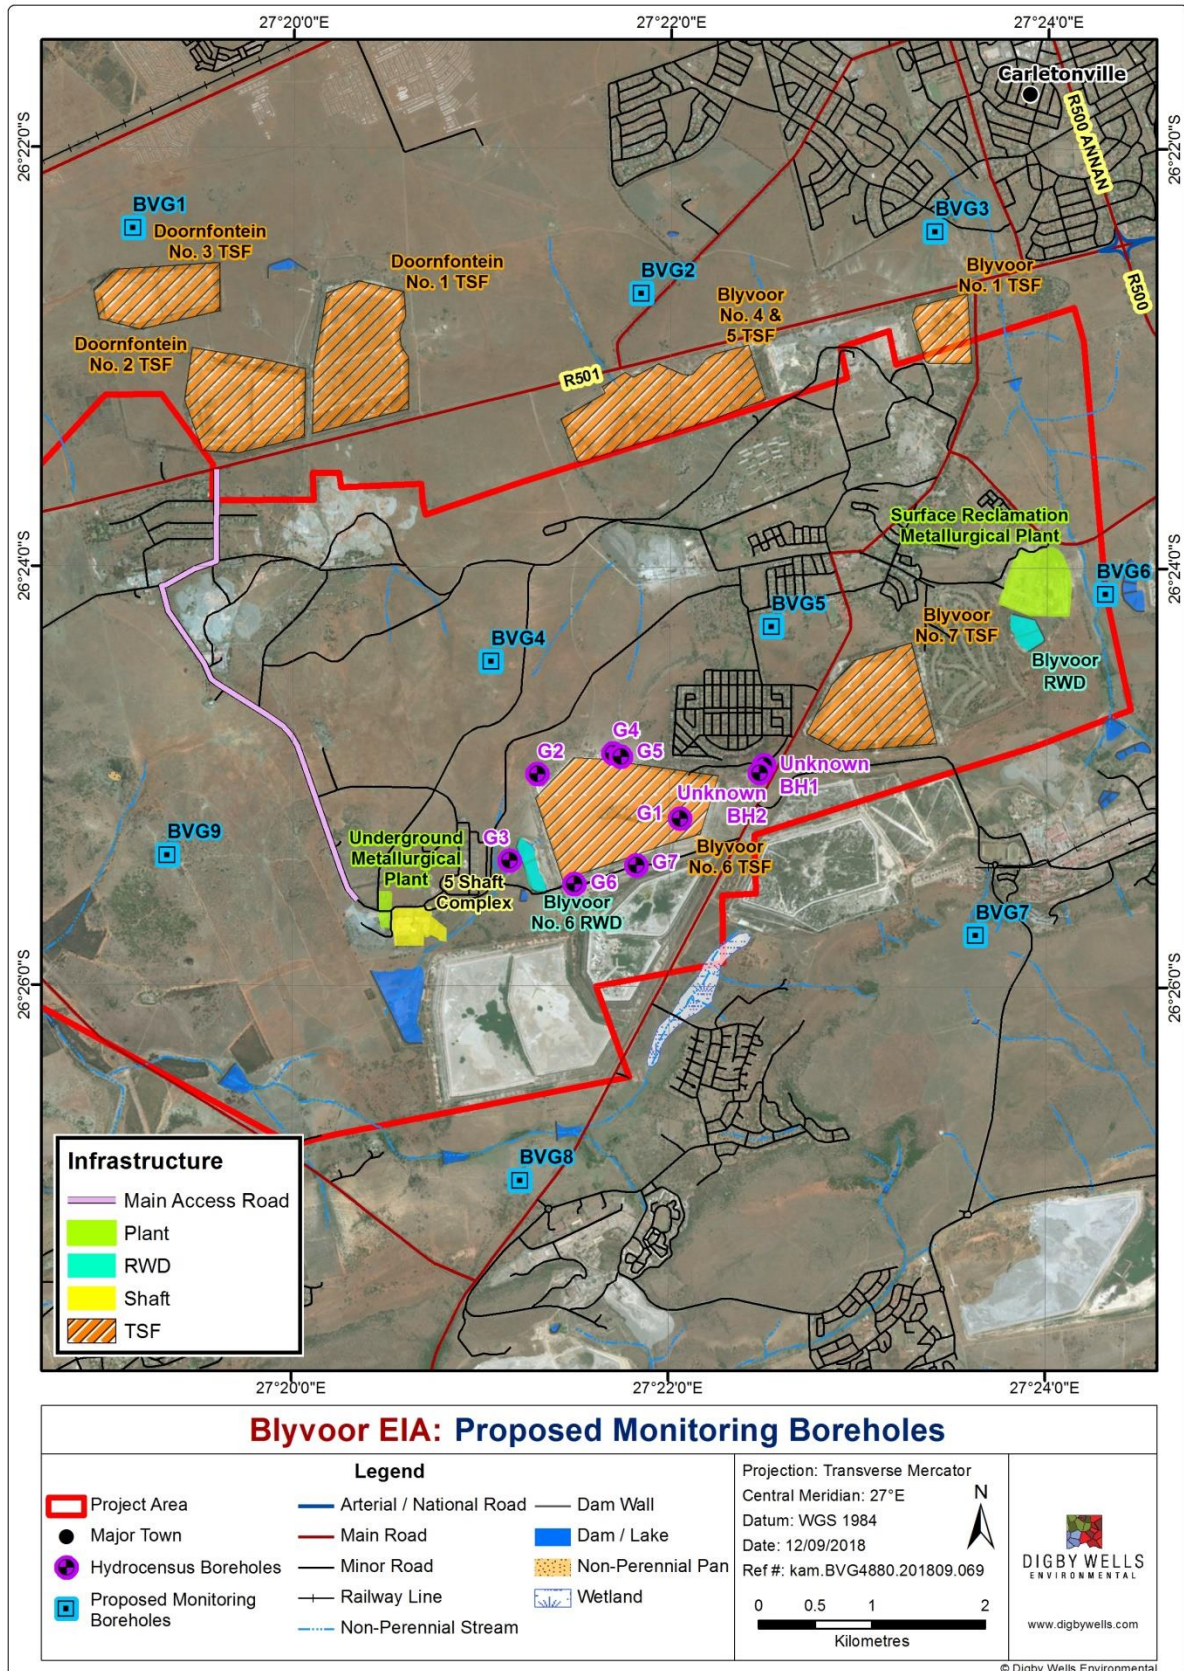 27°20'0"E
27°22'0"E
27°24'0"E
Carletonville
R500 ANNAN
26°22'0"S
26°22'0"S
BVG1
BVG3
Doornfontein
No. 3 TSF
Doornfontein
No. 1 TSF
BVG2
Blyvoor
No. 1 TSF
R500
Blyvoor
No. 4 &
5 TSF
Doornfontein
No. 2 TSF
R501
Surface Reclamation
Metallurgical Plant
26°24'0"S
26°24'0"S
BVG6
BVG5
Blyvoor
No. 7 TSF
BVG4
Blyvoor
RWD
G4
G5
G2
Unknown
BH1
Unknown
BH2
G1
BVG9
G3
Underground
Metallurgical
Plant
G7
Blyvoor
No. 6 TSF
5 Shaft
Complex
G6
Blyvoor
No. 6 RWD
BVG7
26°26'0"S
26°26'0"S
BVG8
Infrastructure
Main Access Road
Plant
RWD
Shaft
TSF
27°20'0"E
27°22'0"E
27°24'0"E
Blyvoor EIA: Proposed Monitoring Boreholes
Legend
Project Area
Major Town
Hydrocensus Boreholes
Proposed Monitoring
Boreholes
Arterial / National Road
Main Road
Minor Road
Railway Line
Non-Perennial Stream
Dam Wall
Dam / Lake
Non-Perennial Pan
Wetland
Projection: Transverse Mercator
Central Meridian: 27°E
Datum: WGS 1984
Date: 12/09/2018
Ref #: kam.BVG4880.201809.069
N
0 0.5 1 2
Kilometres
DIGBY WELLS
ENVIRONMENTAL
www.digbywells.com
© Digby Wells Environmental